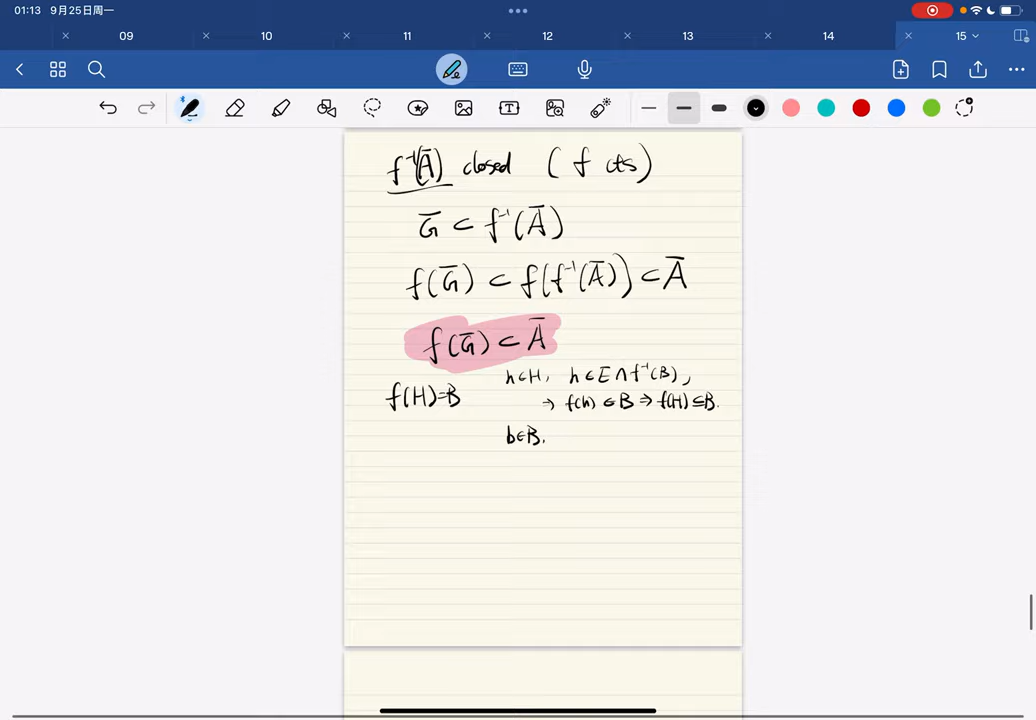 01:13 9月25日周一
09 10 11 12 13 14 15
T
f⁻¹(Ā) closed (f cts)
Ḡ ⊂ f⁻¹(Ā)
f(Ḡ) ⊂ f(f⁻¹(Ā)) ⊂ Ā
f(Ḡ) ⊂ Ā
h∈H, h∈E∩f⁻¹(B),
f(H)=B ⇒ f(h) ∈ B ⇒ f(H) ⊆ B.
b∈B,